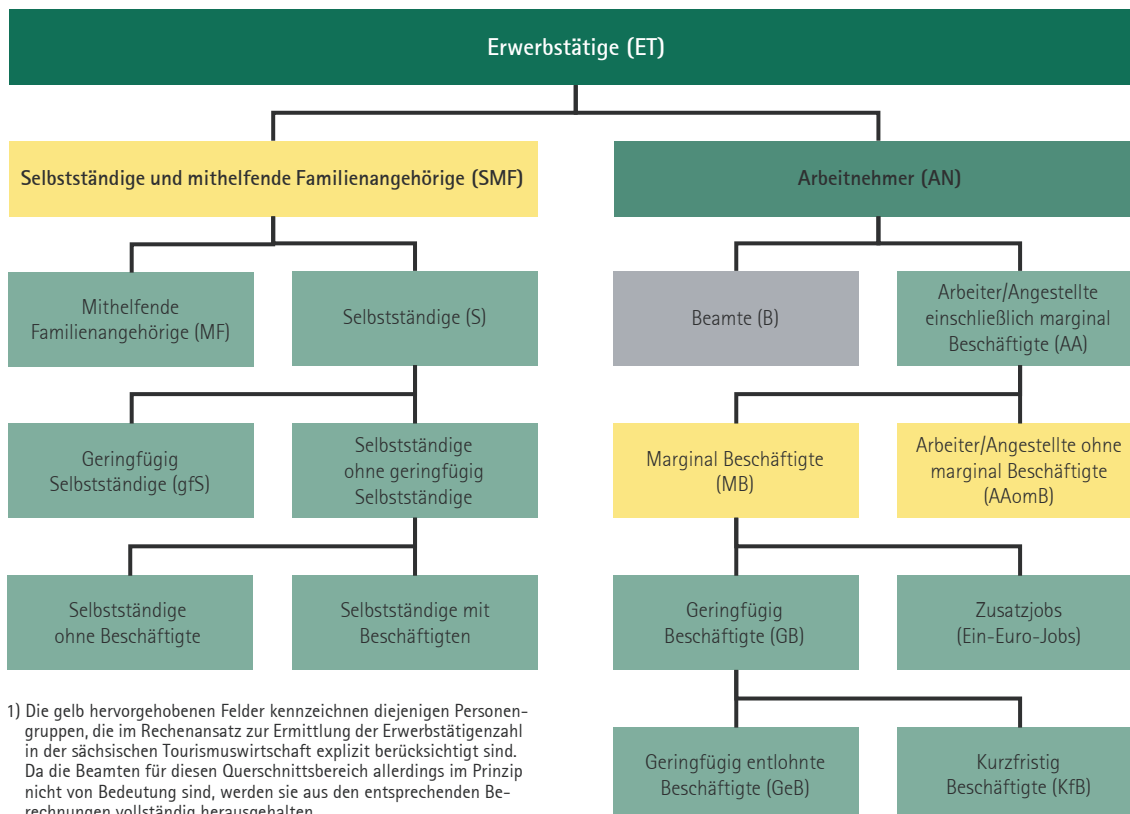 Erwerbstätige (ET)
Selbstständige und mithelfende Familienangehörige (SMF)
Arbeitnehmer (AN)
Mithelfende
Familienangehörige (MF)
Selbstständige (S)
Beamte (B)
Arbeiter/Angestellte
einschließlich marginal
Beschäftigte (AA)
Geringfügig
Selbstständige (gfS)
Selbstständige
ohne geringfügig
Selbstständige
Marginal Beschäftigte
(MB)
Arbeiter/Angestellte ohne
marginal Beschäftigte
(AAomB)
Selbstständige
ohne Beschäftigte
Selbstständige mit
Beschäftigten
Geringfügig
Beschäftigte (GB)
Zusatzjobs
(Ein-Euro-Jobs)
Geringfügig entlohnte
Beschäftigte (GeB)
Kurzfristig
Beschäftigte (KfB)
1) Die gelb hervorgehobenen Felder kennzeichnen diejenigen Personen-
gruppen, die im Rechenansatz zur Ermittlung der Erwerbstätigenzahl
in der sächsischen Tourismuswirtschaft explizit berücksichtigt sind.
Da die Beamten für diesen Querschnittsbereich allerdings im Prinzip
nicht von Bedeutung sind, werden sie aus den entsprechenden Be-
rechnungen vollständig herausgehalten.